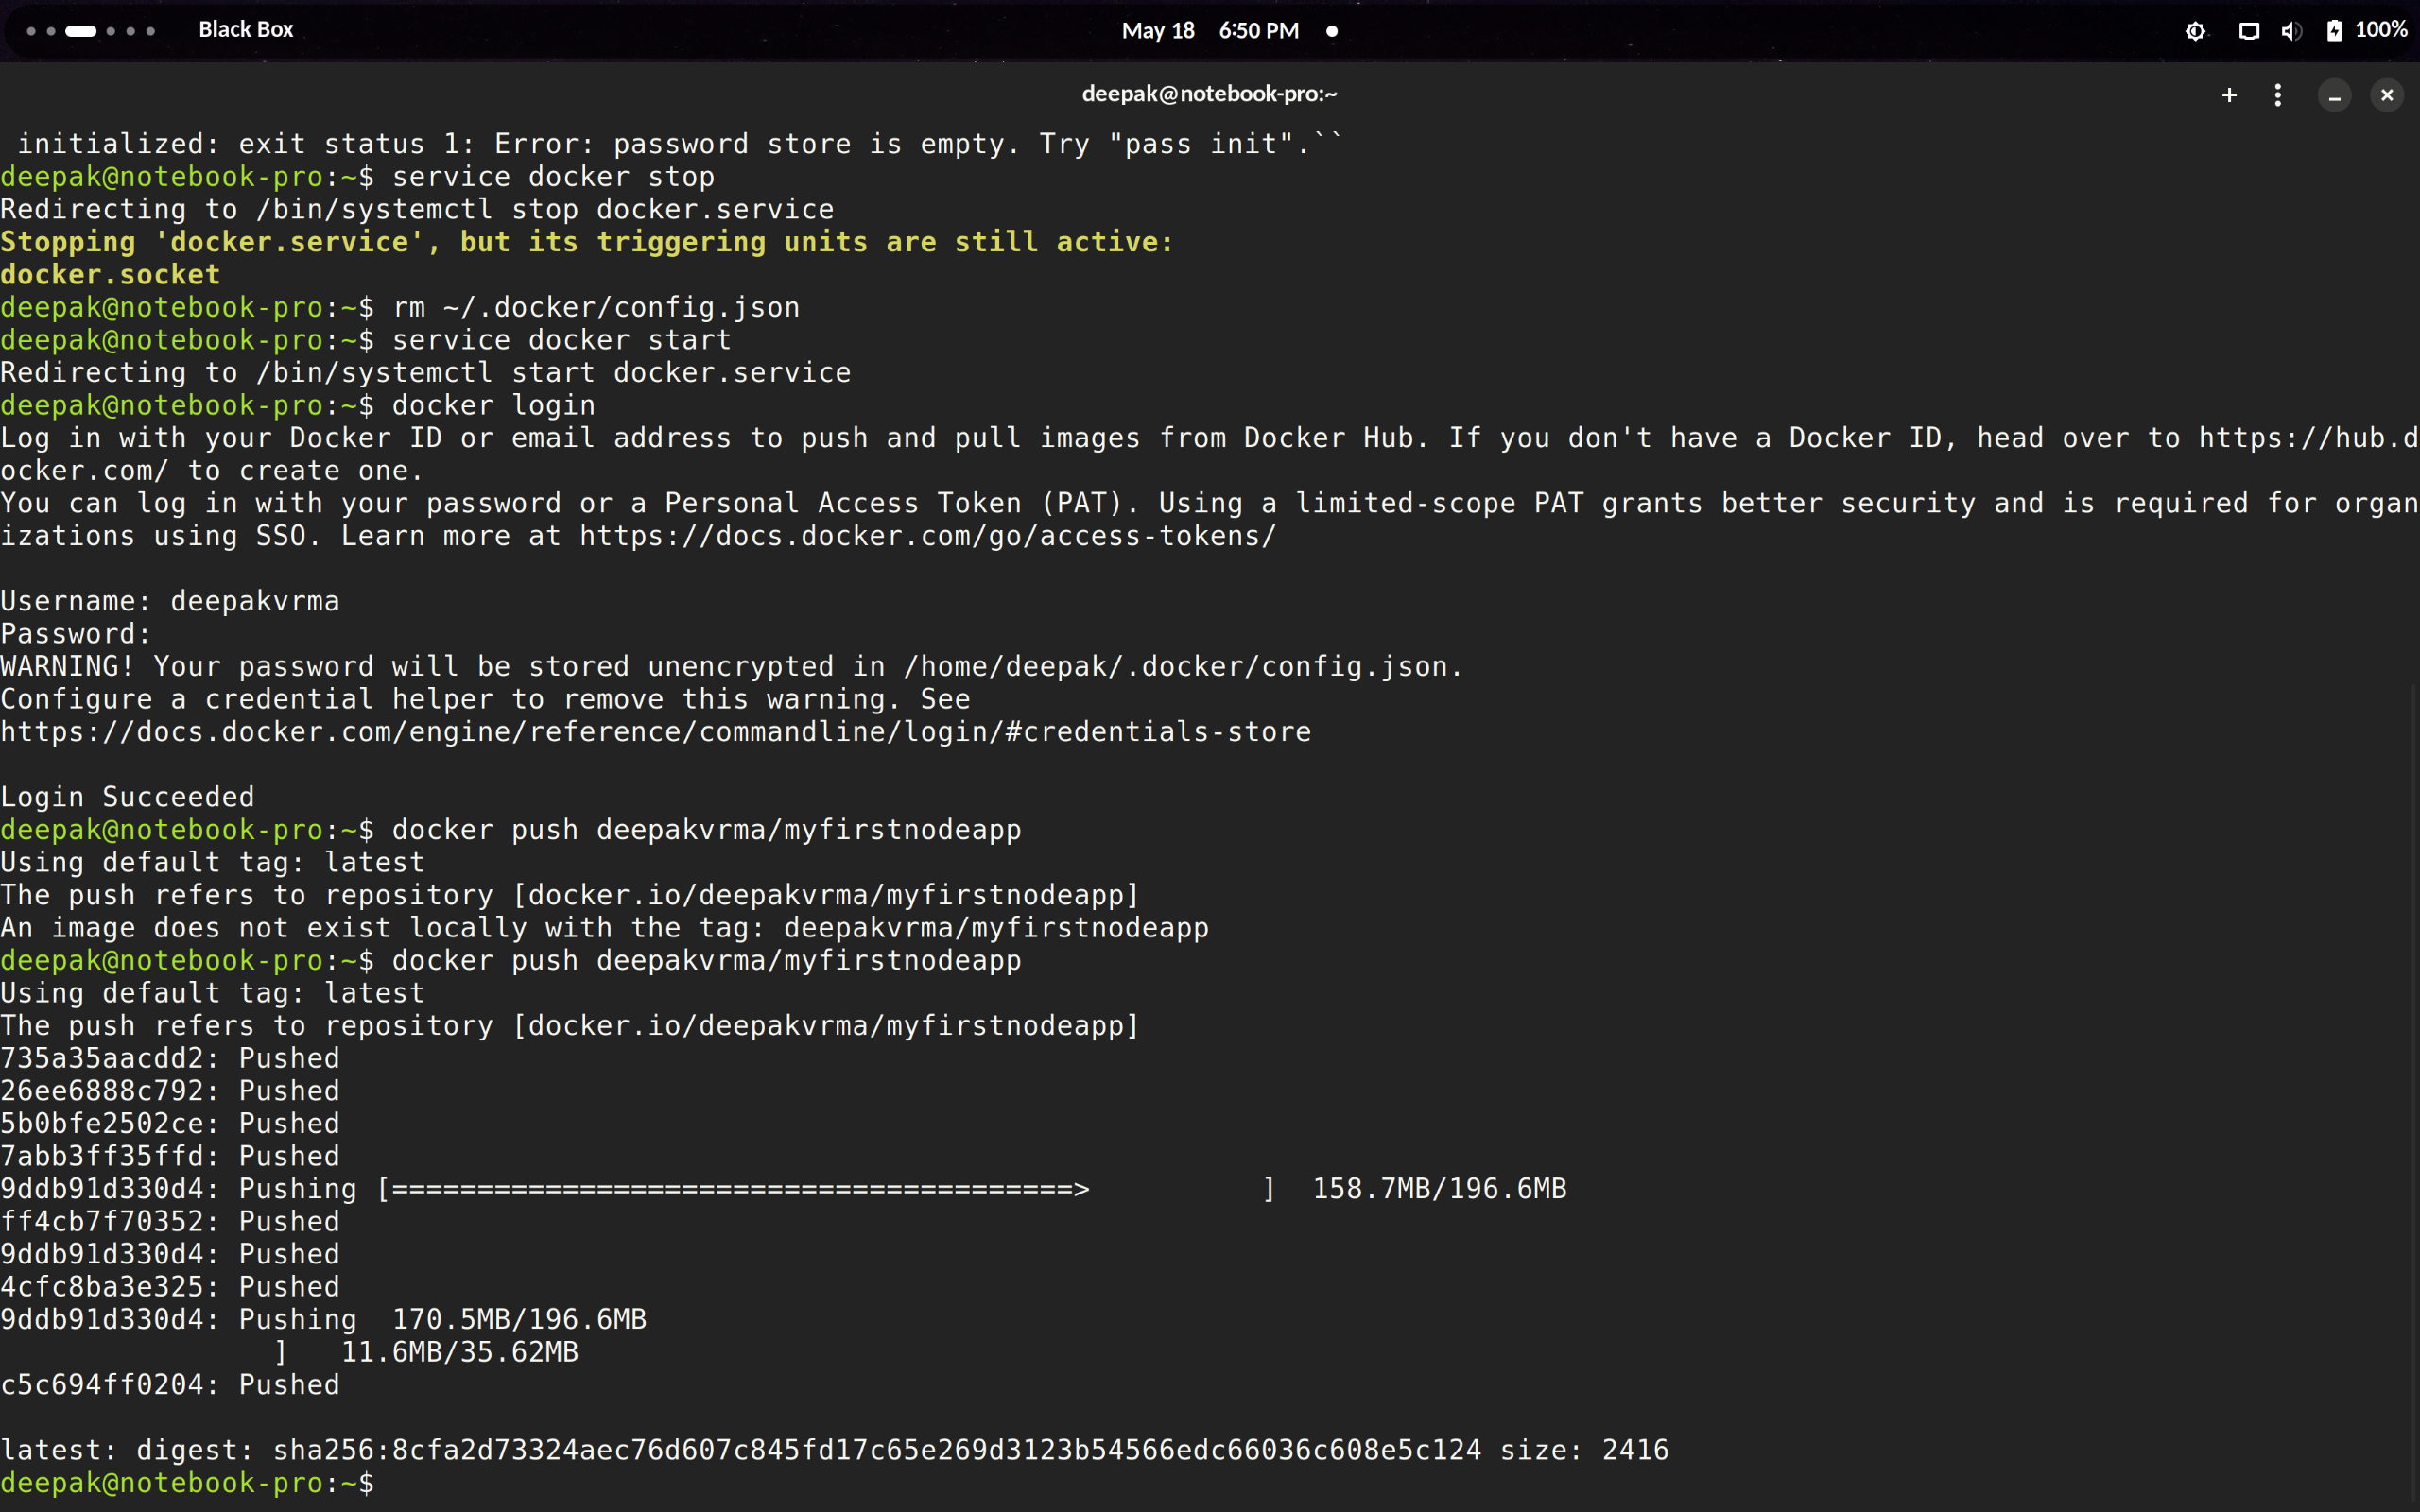 Black Box
May 18 6:50 PM
100%
deepak@notebook-pro:~
 initialized: exit status 1: Error: password store is empty. Try "pass init".``
deepak@notebook-pro:~$ service docker stop
Redirecting to /bin/systemctl stop docker.service
Stopping 'docker.service', but its triggering units are still active:
docker.socket
deepak@notebook-pro:~$ rm ~/.docker/config.json
deepak@notebook-pro:~$ service docker start
Redirecting to /bin/systemctl start docker.service
deepak@notebook-pro:~$ docker login
Log in with your Docker ID or email address to push and pull images from Docker Hub. If you don't have a Docker ID, head over to https://hub.d
ocker.com/ to create one.
You can log in with your password or a Personal Access Token (PAT). Using a limited-scope PAT grants better security and is required for organ
izations using SSO. Learn more at https://docs.docker.com/go/access-tokens/
Username: deepakvrma
Password:
WARNING! Your password will be stored unencrypted in /home/deepak/.docker/config.json.
Configure a credential helper to remove this warning. See
https://docs.docker.com/engine/reference/commandline/login/#credentials-store
Login Succeeded
deepak@notebook-pro:~$ docker push deepakvrma/myfirstnodeapp
Using default tag: latest
The push refers to repository [docker.io/deepakvrma/myfirstnodeapp]
An image does not exist locally with the tag: deepakvrma/myfirstnodeapp
deepak@notebook-pro:~$ docker push deepakvrma/myfirstnodeapp
Using default tag: latest
The push refers to repository [docker.io/deepakvrma/myfirstnodeapp]
735a35aacdd2: Pushed
26ee6888c792: Pushed
5b0bfe2502ce: Pushed
7abb3ff35ffd: Pushed
9ddb91d330d4: Pushing [========================================>          ]  158.7MB/196.6MB
ff4cb7f70352: Pushed
9ddb91d330d4: Pushed
4cfc8ba3e325: Pushed
9ddb91d330d4: Pushing  170.5MB/196.6MB
                ]   11.6MB/35.62MB
c5c694ff0204: Pushed
latest: digest: sha256:8cfa2d73324aec76d607c845fd17c65e269d3123b54566edc66036c608e5c124 size: 2416
deepak@notebook-pro:~$